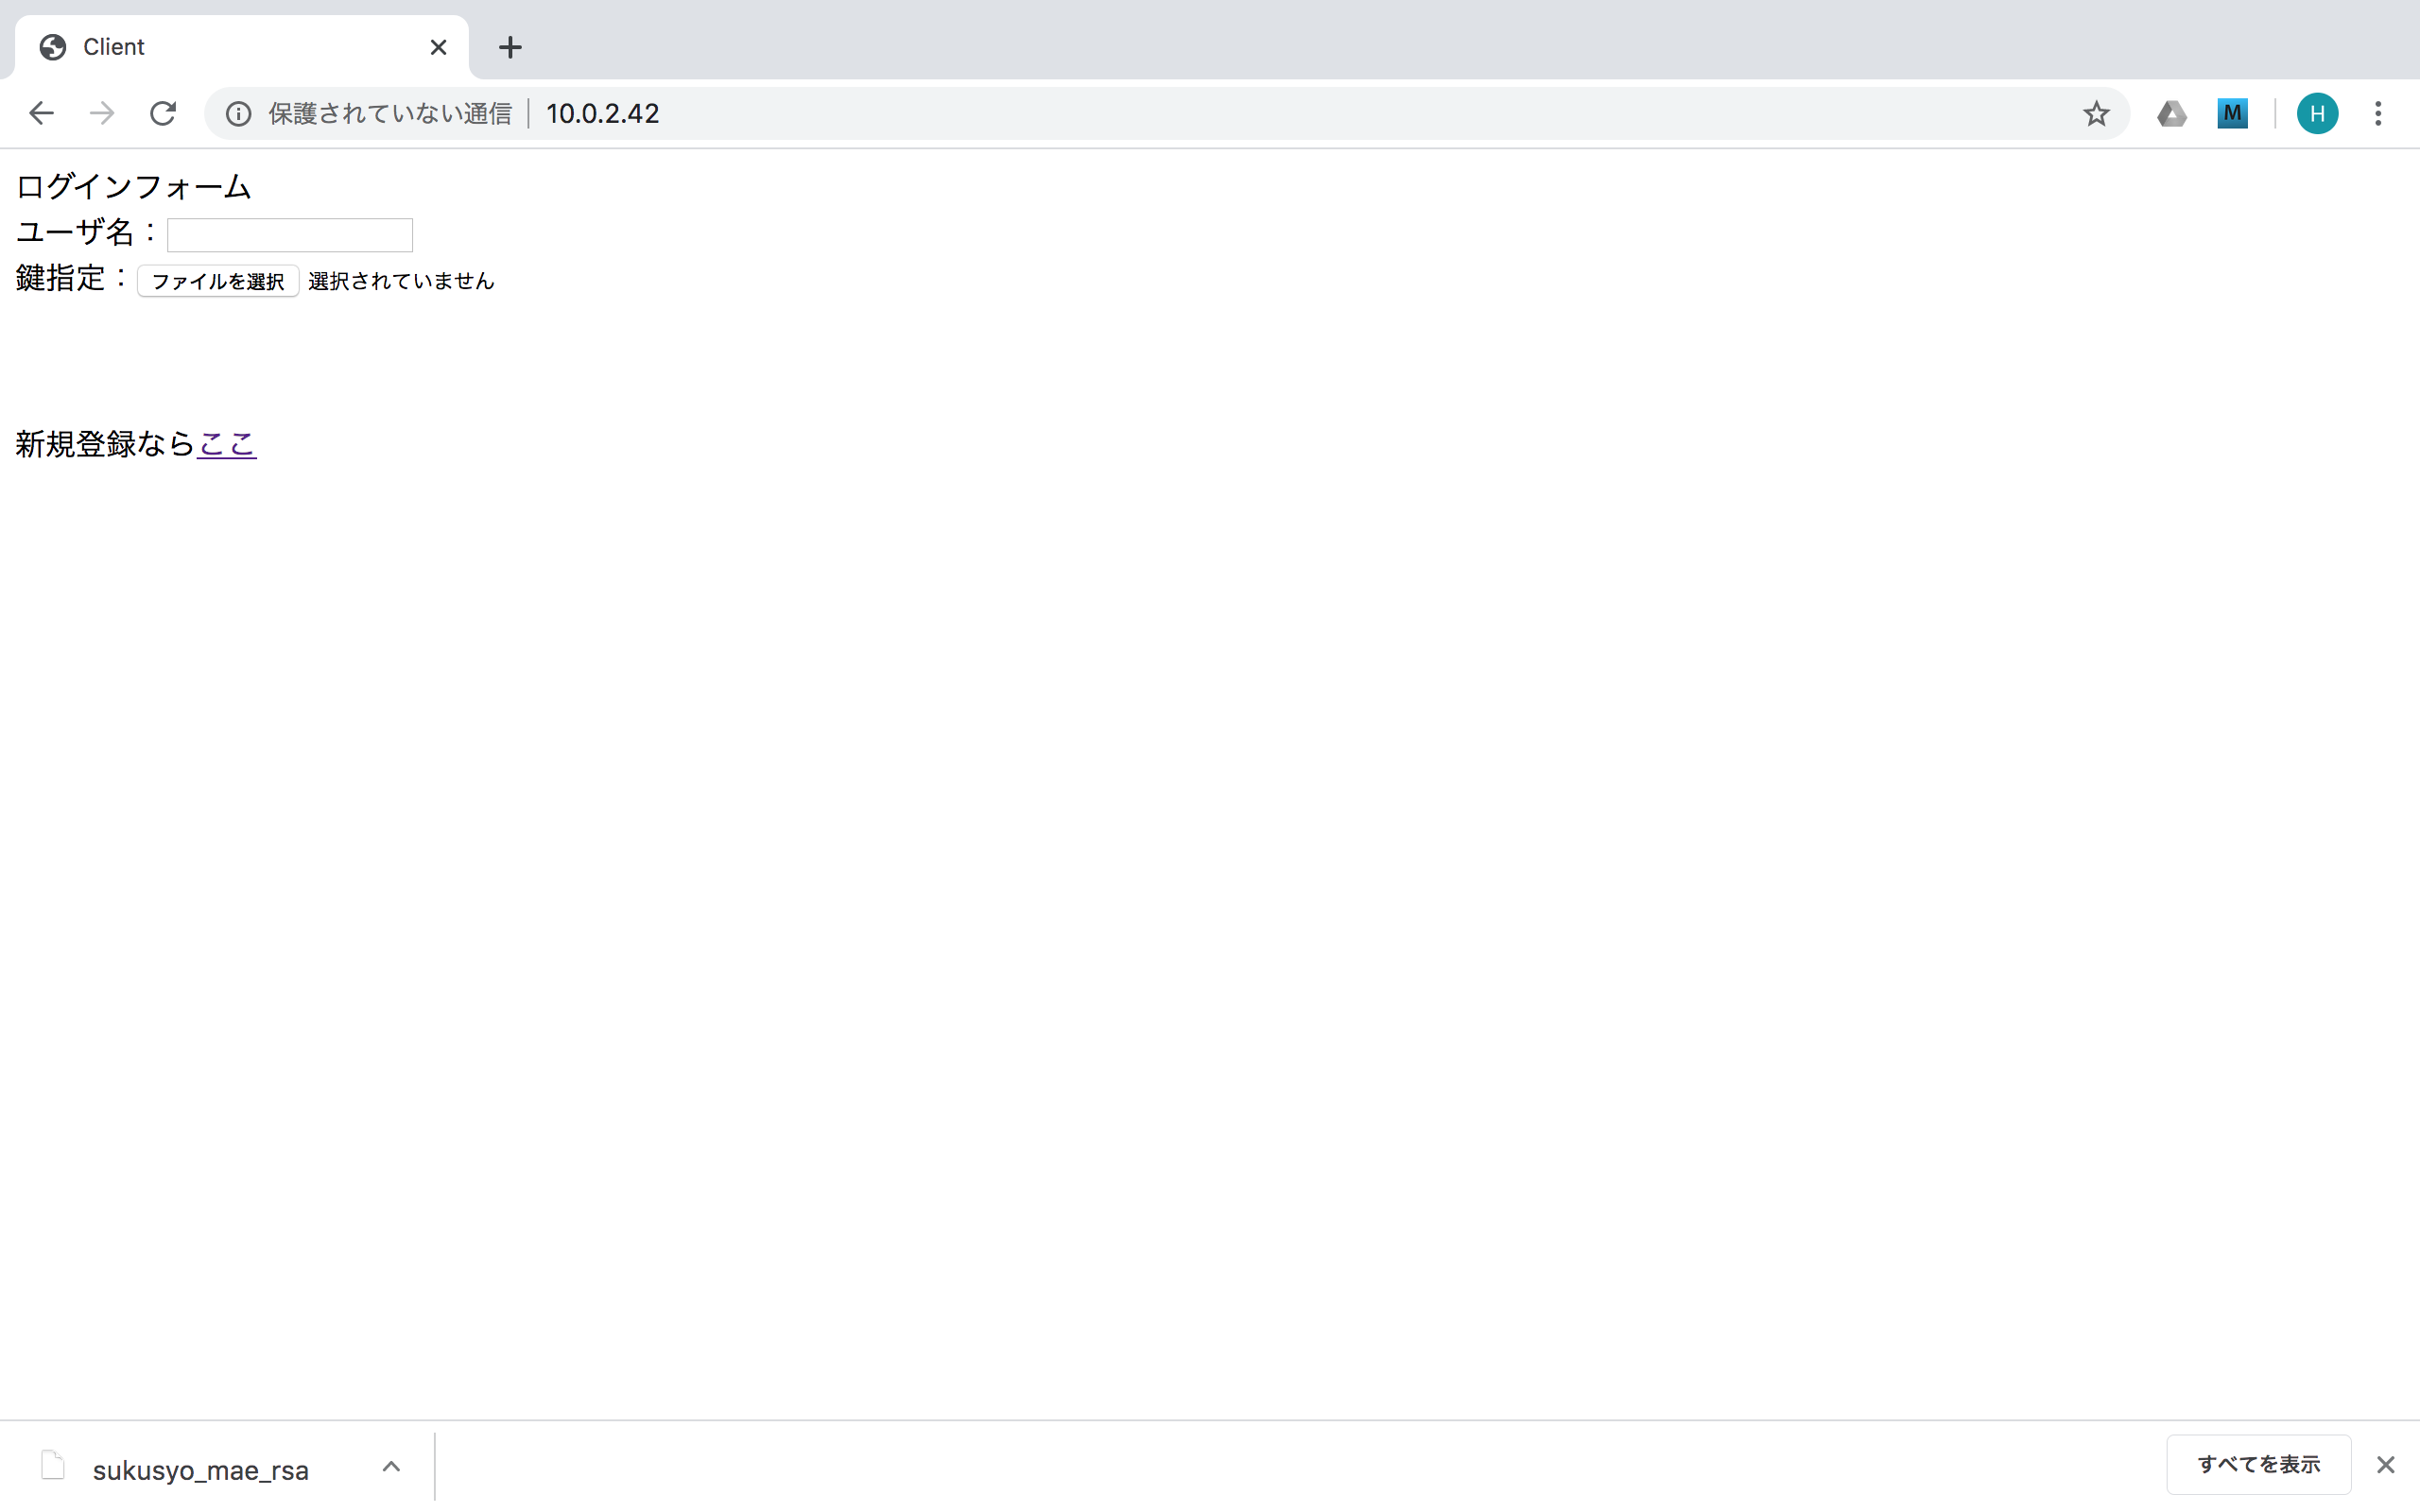 Client
保護されていない通信 10.0.2.42
M
H
ログインフォーム
ユーザ名：
鍵指定：ファイルを選択 選択されていません
新規登録ならここ
sukusyo_mae_rsa
すべてを表示